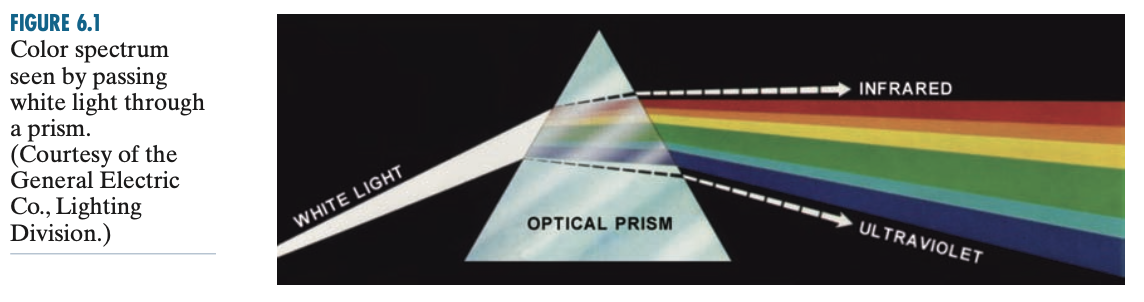 FIGURE 6.1
Color spectrum
seen by passing
white light through
a prism.
(Courtesy of the
General Electric
Co., Lighting
Division.)
INFRARED
WHITE LIGHT
OPTICAL PRISM
ULTRAVIOLET